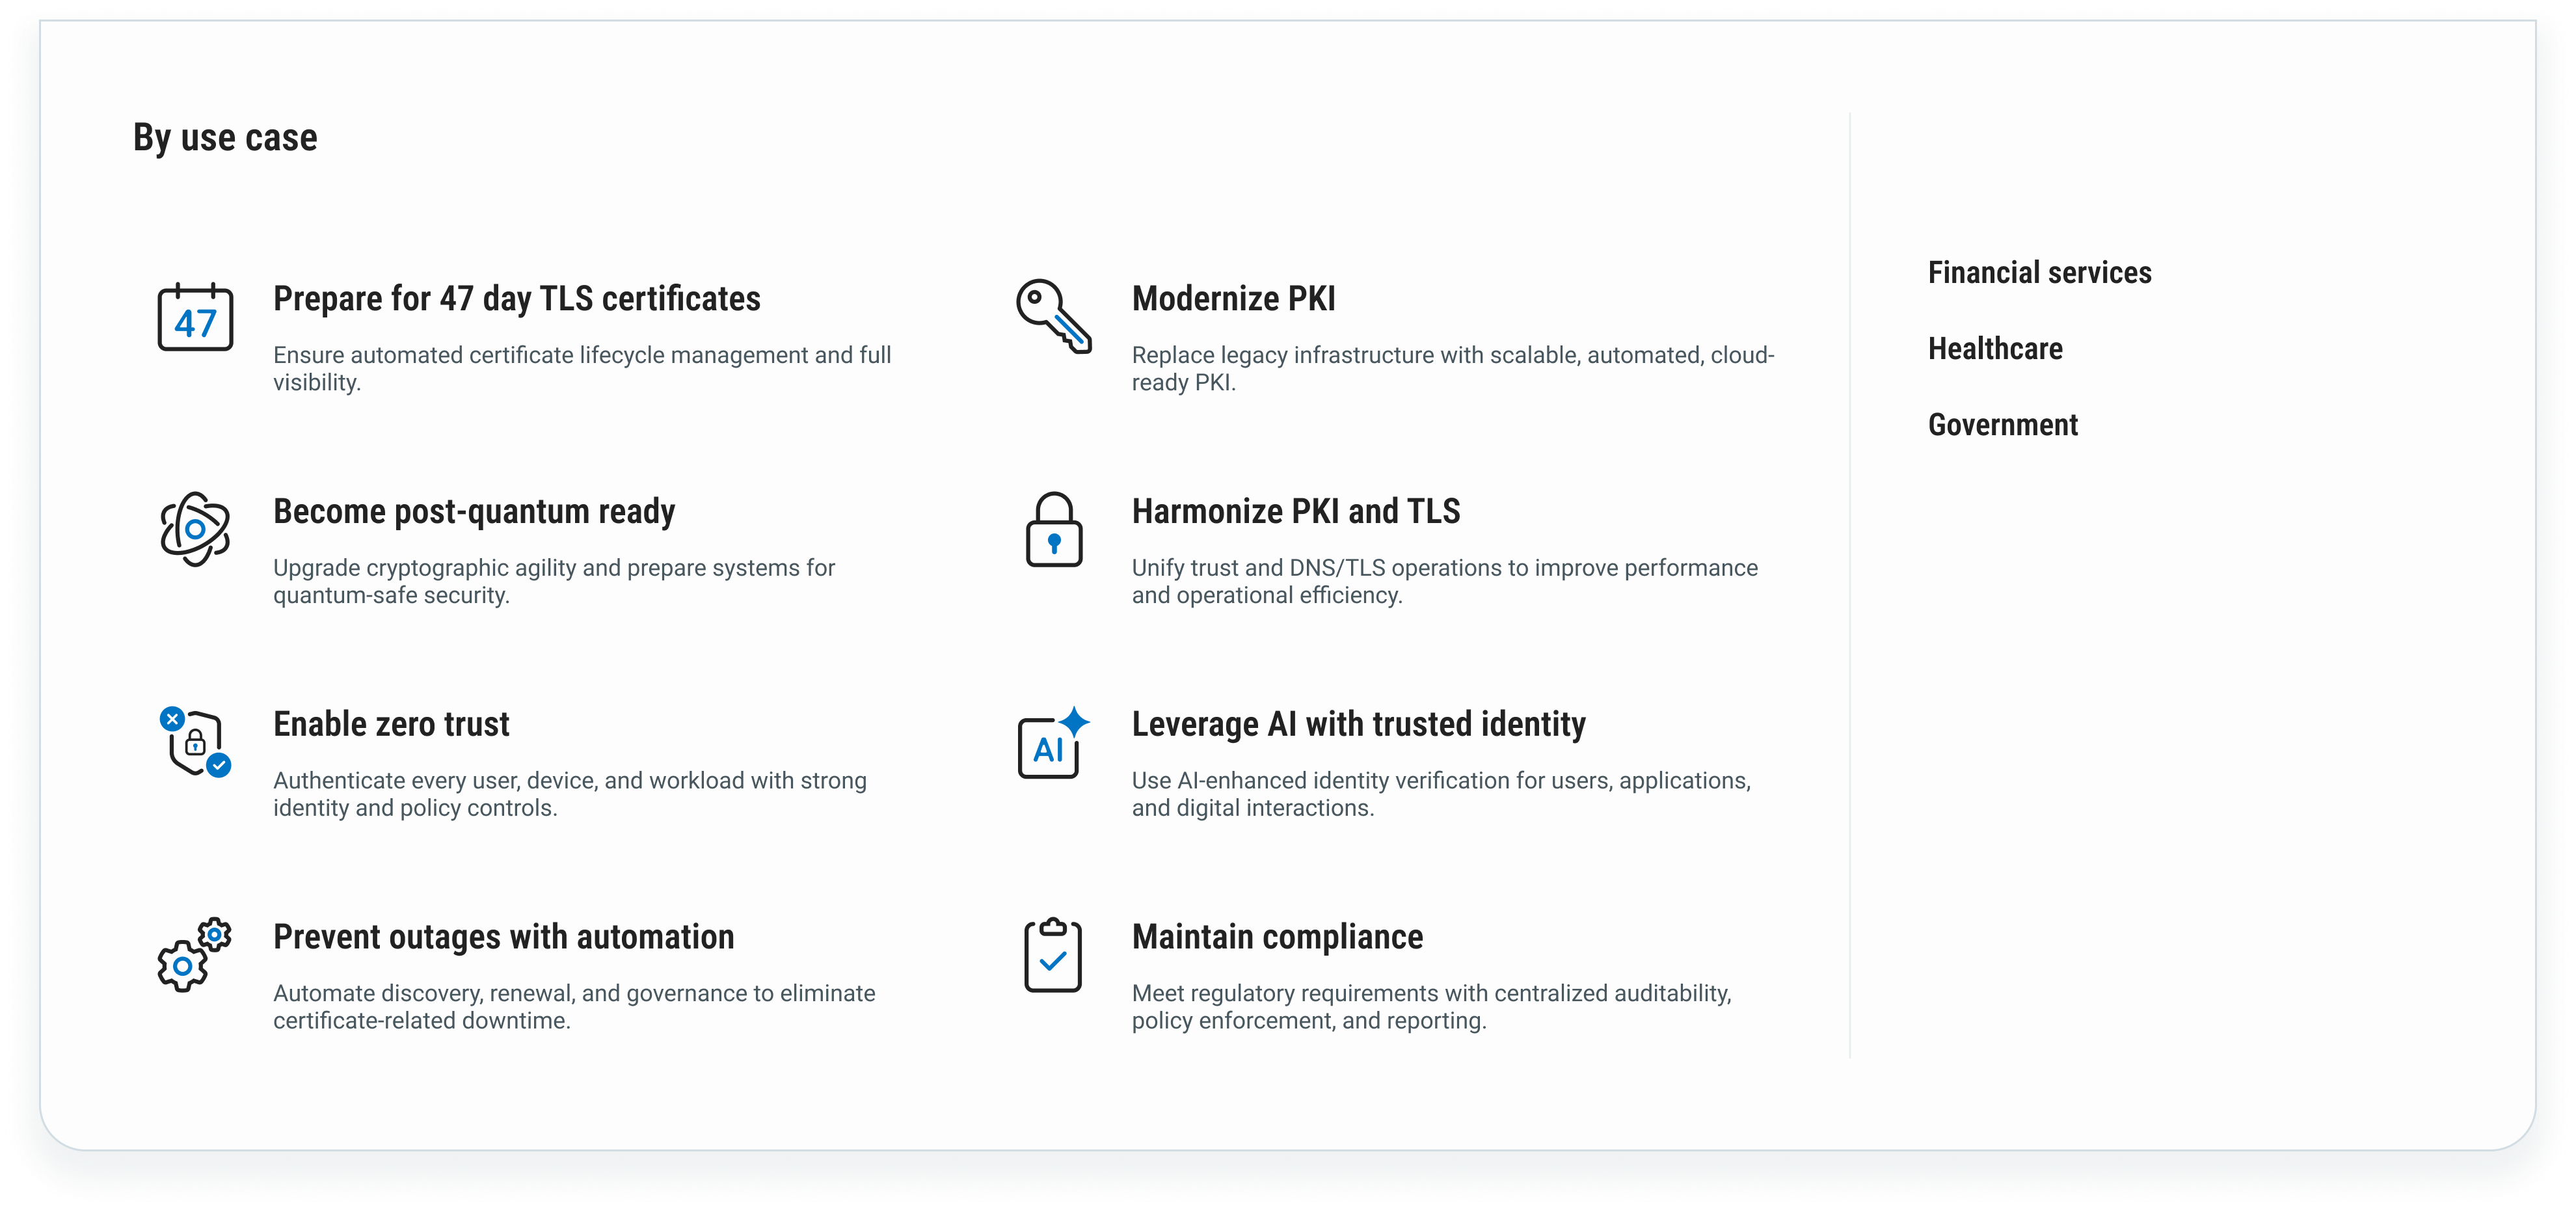 By use case
47
Prepare for 47 day TLS certificates
Ensure automated certificate lifecycle management and full
visibility.
Modernize PKI
Replace legacy infrastructure with scalable, automated, cloud-
ready PKI.
Become post-quantum ready
Upgrade cryptographic agility and prepare systems for
quantum-safe security.
Harmonize PKI and TLS
Unify trust and DNS/TLS operations to improve performance
and operational efficiency.
Enable zero trust
Authenticate every user, device, and workload with strong
identity and policy controls.
AI
Leverage AI with trusted identity
Use AI-enhanced identity verification for users, applications,
and digital interactions.
Prevent outages with automation
Automate discovery, renewal, and governance to eliminate
certificate-related downtime.
Maintain compliance
Meet regulatory requirements with centralized auditability,
policy enforcement, and reporting.
Financial services
Healthcare
Government